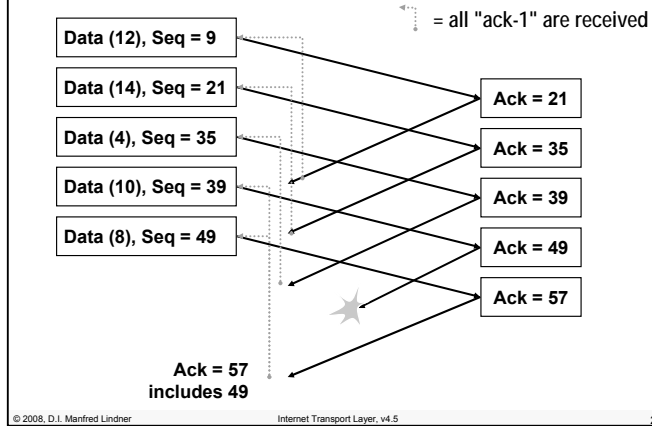 = all "ack-1" are received
Data (12), Seq = 9
Data (14), Seq = 21
Data (4), Seq = 35
Data (10), Seq = 39
Data (8), Seq = 49
Ack = 21
Ack = 35
Ack = 39
Ack = 49
Ack = 57
Ack = 57
includes 49
© 2008, D.I. Manfred Lindner
Internet Transport Layer, v4.5